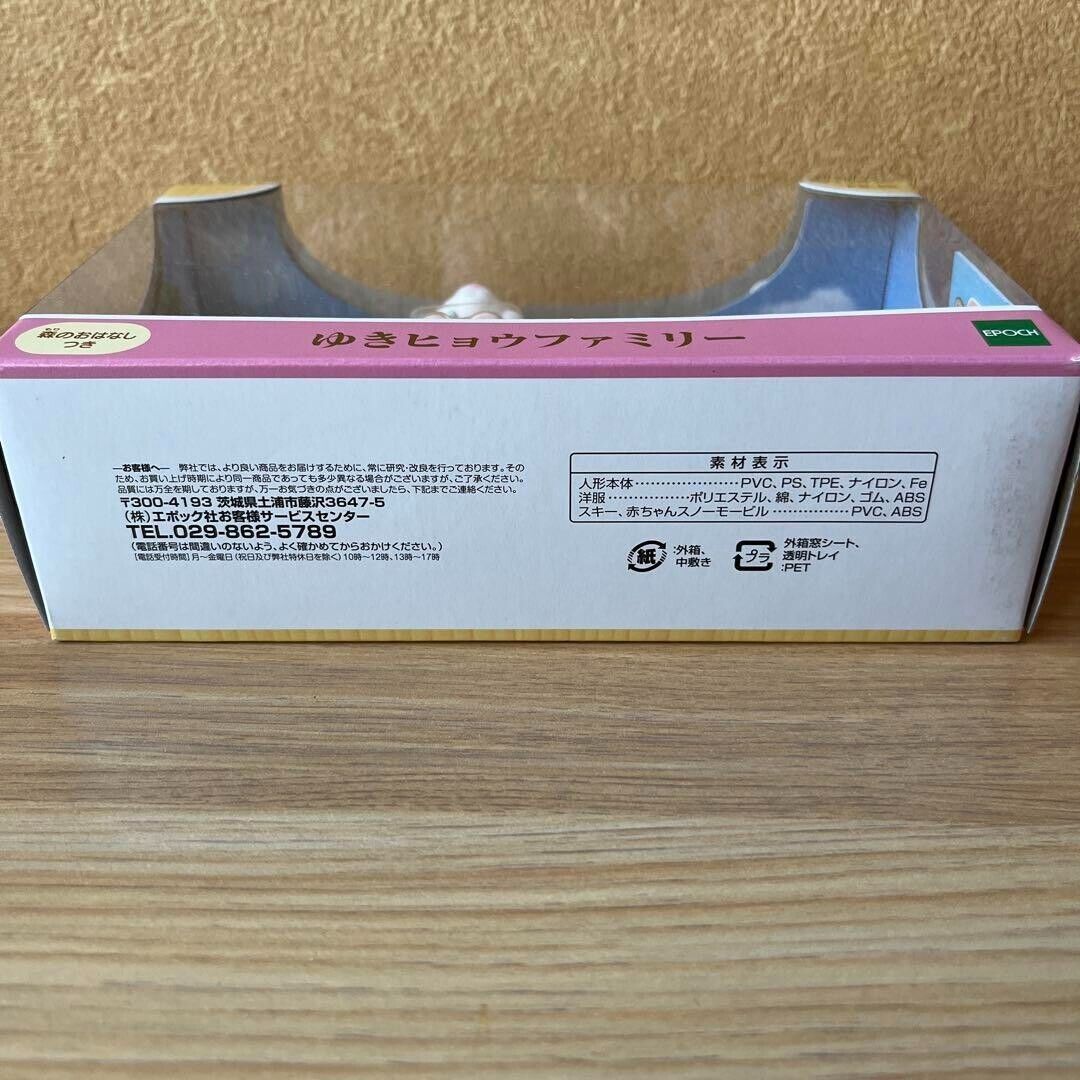 森のおはなし
つき
ゆきヒョウファミリー
EPOCH
―お客様へ― 弊社では、より良い商品をお届けするために、常に研究・改良を行っております。その
ため、お買い上げ時期により同一商品であっても多少異なる場合がございますが、ご了承ください。
品質には万全を期しておりますが、万一お気づきの点がございましたら、下記までご連絡ください。
〒300-4193 茨城県土浦市藤沢3647-5
(株)エポック社お客様サービスセンター
TEL.029-862-5789
(電話番号は間違いのないよう、よく確かめてからおかけください。)
[電話受付時間]月～金曜日(祝日及び弊社特休日を除く)10時～12時、13時～17時
素材表示
人形本体…………………PVC、PS、TPE、ナイロン、Fe
洋服………………ポリエステル、綿、ナイロン、ゴム、ABS
スキー、赤ちゃんスノーモービル……………PVC、ABS
紙
:外箱、
中敷き
プラ
外箱窓シート、
透明トレイ
:PET